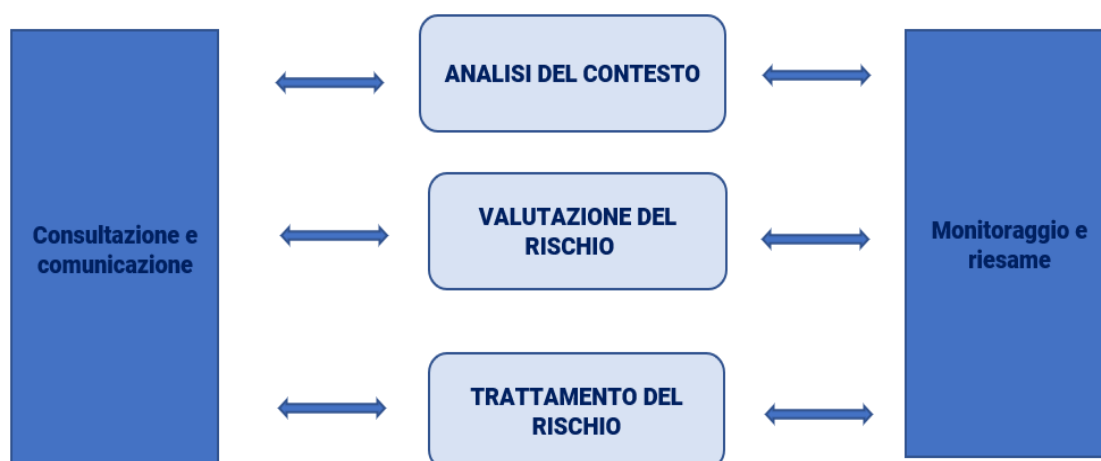 ANALISI DEL CONTESTO
Consultazione e
comunicazione
VALUTAZIONE DEL
RISCHIO
Monitoraggio e
riesame
TRATTAMENTO DEL
RISCHIO